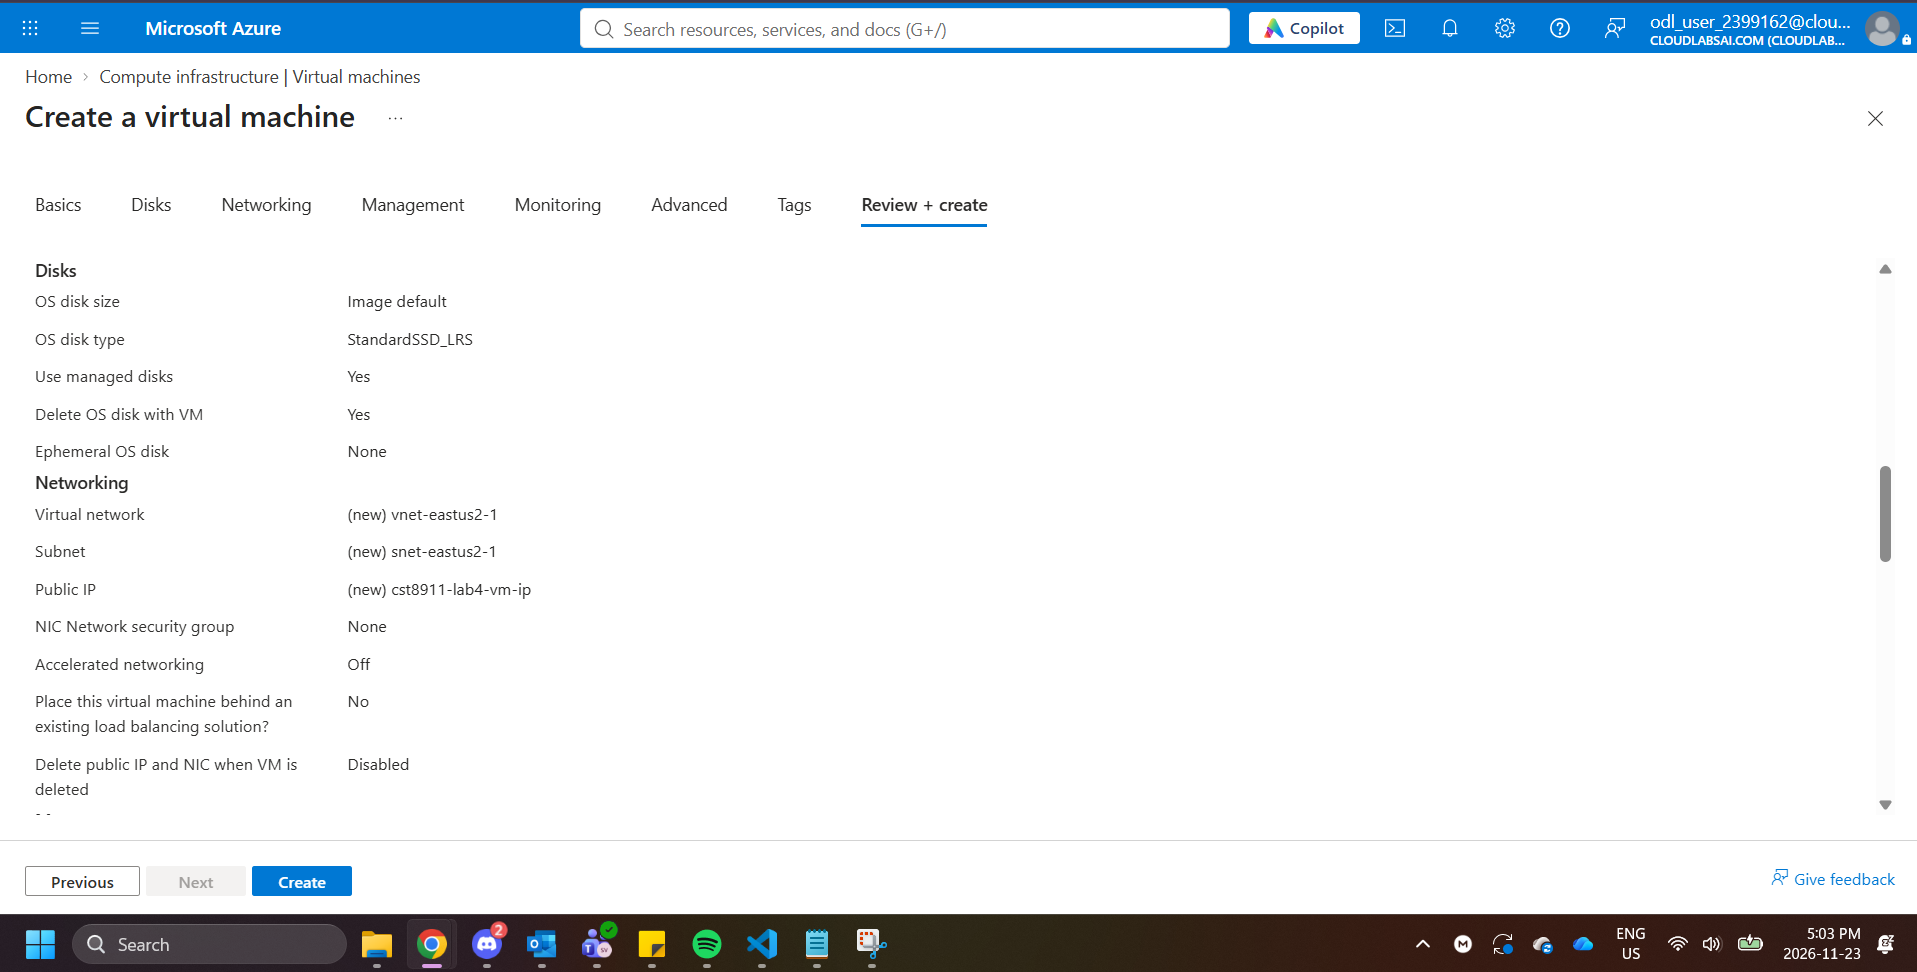 Microsoft Azure
Search resources, services, and docs (G+/)
Copilot
odl_user_2399162@clou...
CLOUDLABSAI.COM (CLOUDLAB...
Home > Compute infrastructure | Virtual machines
Create a virtual machine ...
Basics Disks Networking Management Monitoring Advanced Tags Review + create
Disks
OS disk size Image default
OS disk type StandardSSD_LRS
Use managed disks Yes
Delete OS disk with VM Yes
Ephemeral OS disk None
Networking
Virtual network (new) vnet-eastus2-1
Subnet (new) snet-eastus2-1
Public IP (new) cst8911-lab4-vm-ip
NIC Network security group None
Accelerated networking Off
Place this virtual machine behind an No
existing load balancing solution?
Delete public IP and NIC when VM is Disabled
deleted
Previous Next Create
Give feedback
Search
2
ENG
US
5:03 PM
2026-11-23